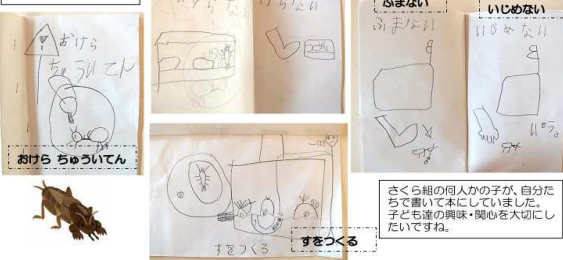 おけら
ちゅういてん
おけら ちゅういてん
けらない
ふまない
ふまない
いじめない
いじめない
すをつくる
すをつくる
さくら組の何人かの子が、自分た
ちで書いて本にしていました。
子ども達の興味・関心を大切にし
たいですね。